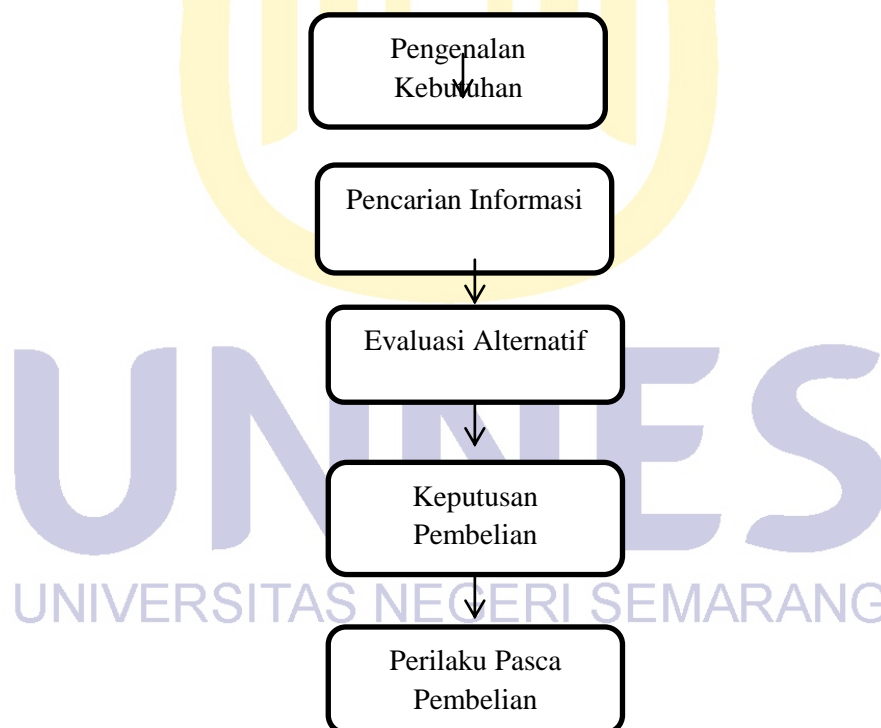 Pengenalan
Kebutuhan
Pencarian Informasi
Evaluasi Alternatif
UNNES
Keputusan
Pembelian
UNIVERSITAS NEGERI SEMARANG
Perilaku Pasca
Pembelian